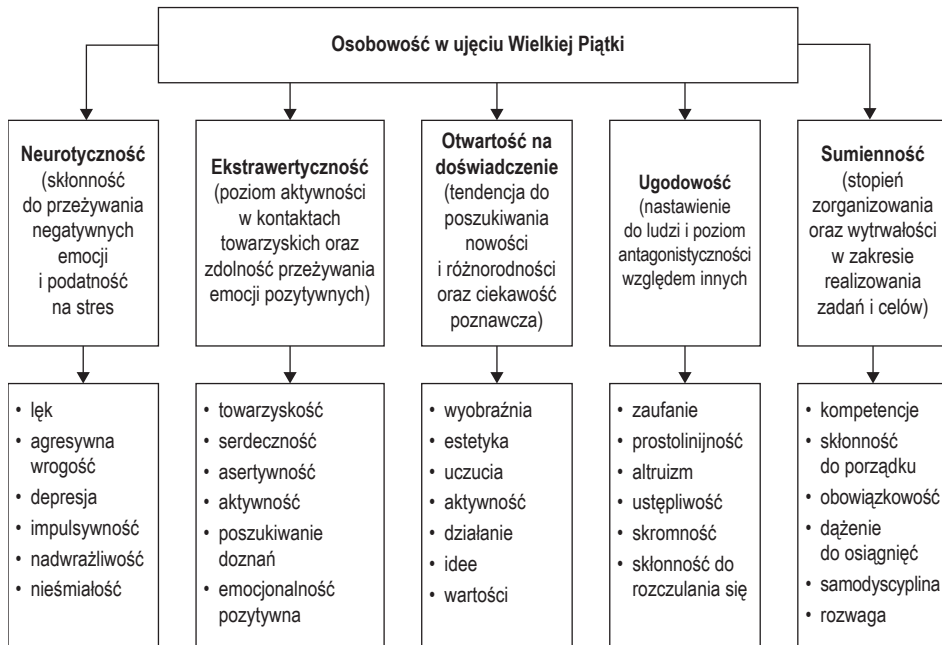 Osobowość w ujęciu Wielkiej Piątki
Neurotyczność
(skłonność
do przeżywania
negatywnych
emocji
i podatność
na stres
Ekstrawertyczność
(poziom aktywności
w kontaktach
towarzyskich oraz
zdolność przeżywania
emocji pozytywnych)
Otwartość na
doświadczenie
(tendencja do
poszukiwania
nowości
i różnorodności
oraz ciekawość
poznawcza)
Ugodowość
(nastawienie
do ludzi i poziom
antagonistyczności
względem innych
Sumienność
(stopień
zorganizowania
oraz wytrwałości
w zakresie
realizowania
zadań i celów)
• lęk
• agresywna
wrogość
• depresja
• impulsywność
• nadwrażliwość
• nieśmiałość
• towarzyskość
• serdeczność
• asertywność
• aktywność
• poszukiwanie
doznań
• emocjonalność
pozytywna
• wyobraźnia
• estetyka
• uczucia
• aktywność
• działanie
• idee
• wartości
• zaufanie
• prostolinijność
• altruizm
• ustępliwość
• skromność
• skłonność do
rozczulania się
• kompetencje
• skłonność
do porządku
• obowiązkowość
• dążenie
do osiągnięć
• samodyscyplina
• rozwaga